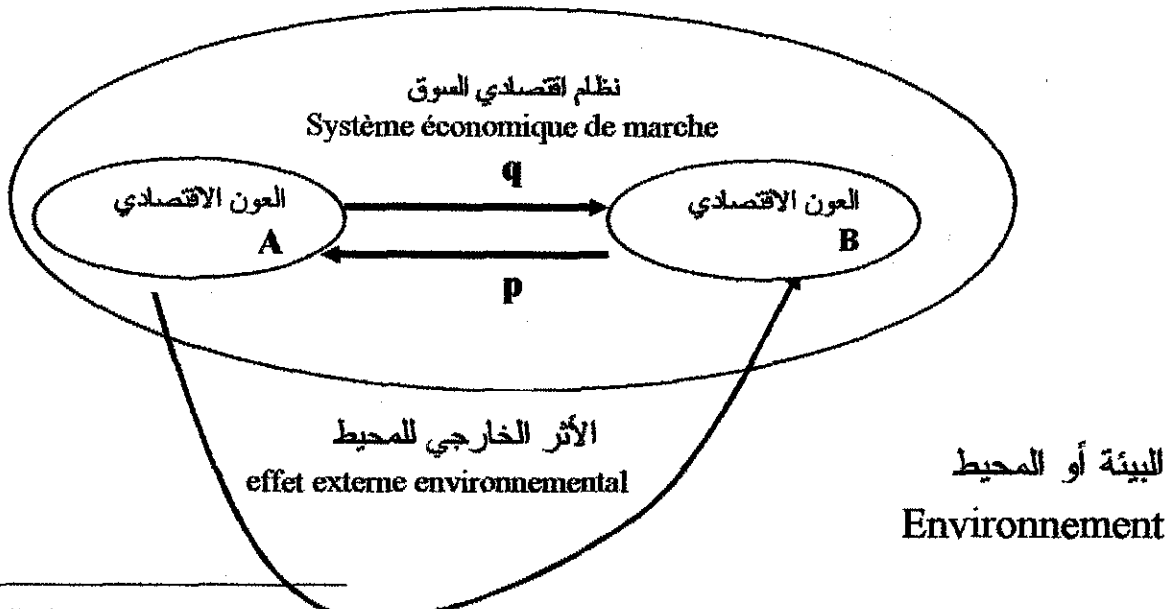 نظام اقتصادي السوق
Système économique de marche
q
العون الاقتصادي
A
العون الاقتصادي
B
p
الأثر الخارجي للمحيط
effet externe environnemental
البيئة أو المحيط
Environnement